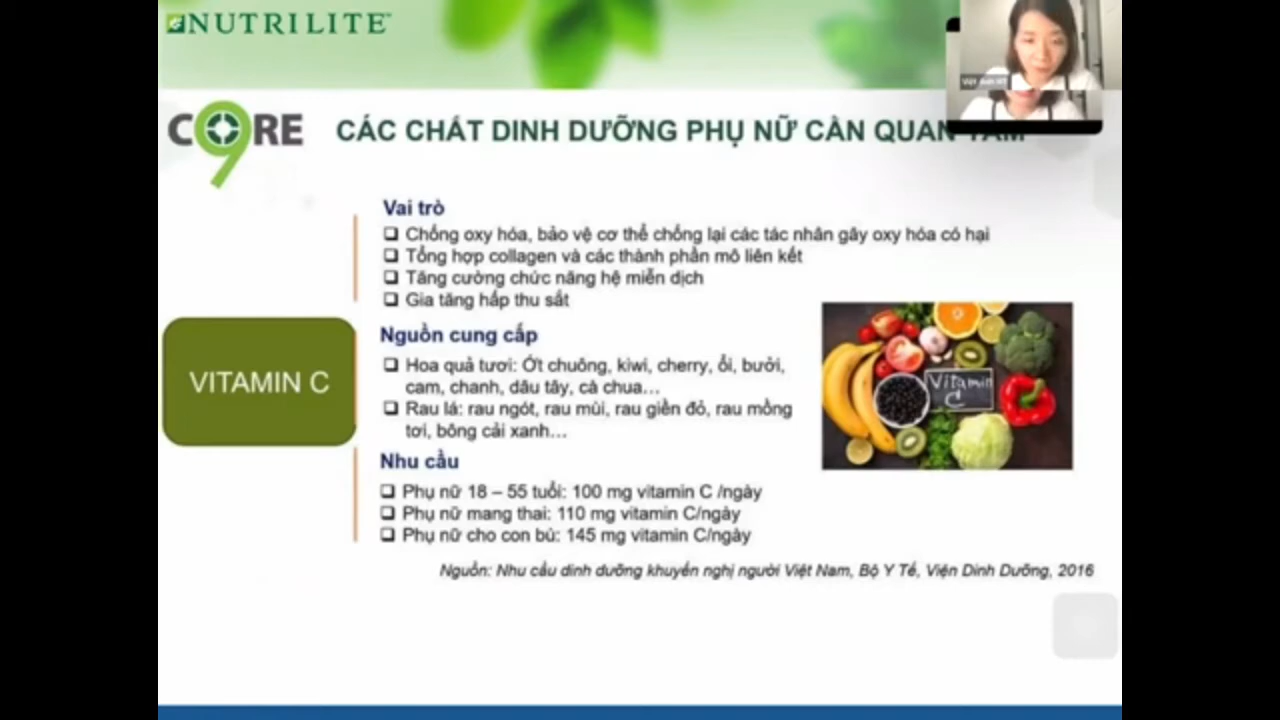 NUTRILITE
CORE 9
CÁC CHẤT DINH DƯỠNG PHỤ NỮ CẦN QUAN TÂM
Vai trò
Chống oxy hóa, bảo vệ cơ thể chống lại các tác nhân gây oxy hóa có hại
Tổng hợp collagen và các thành phần mô liên kết
Tăng cường chức năng hệ miễn dịch
Gia tăng hấp thu sắt
Nguồn cung cấp
Hoa quả tươi: Ớt chuông, kiwi, cherry, ổi, bưởi,
cam, chanh, dâu tây, cà chua...
Rau lá: rau ngót, rau mùi, rau giền đỏ, rau mồng
tơi, bông cải xanh...
VITAMIN C
Vitamin
C
Nhu cầu
Phụ nữ 18 – 55 tuổi: 100 mg vitamin C /ngày
Phụ nữ mang thai: 110 mg vitamin C/ngày
Phụ nữ cho con bú: 145 mg vitamin C/ngày
Nguồn: Nhu cầu dinh dưỡng khuyến nghị người Việt Nam, Bộ Y Tế, Viện Dinh Dưỡng, 2016